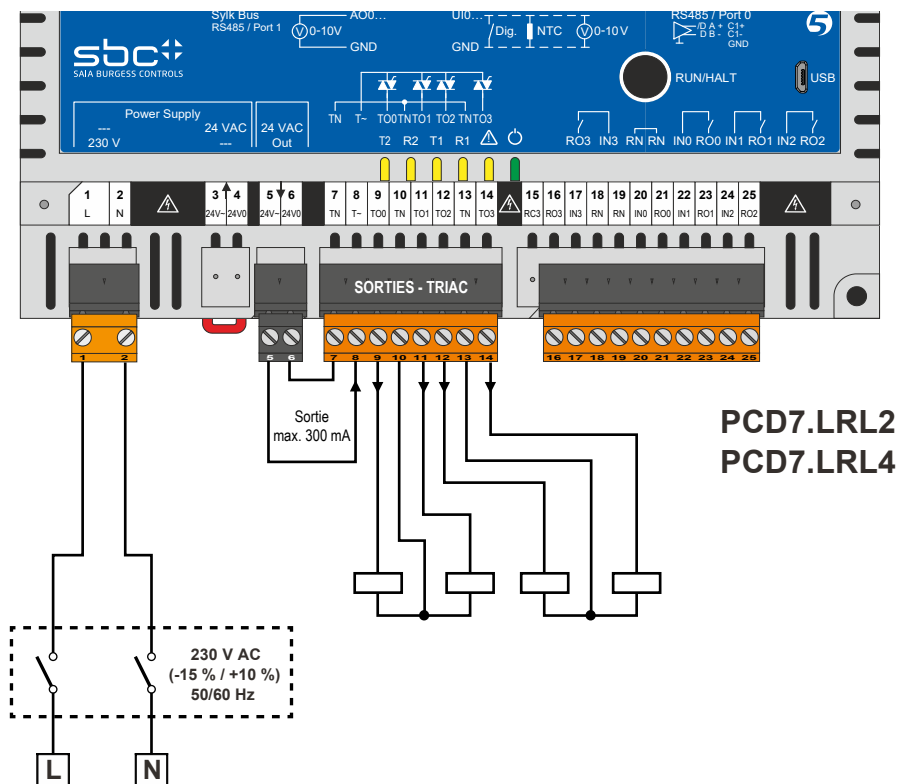 Sylk Bus
RS485 / Port 1
AO0...
0-10V
GND
UI0...
/Dig.
NTC
0-10V
GND
RS485 / Port 0
/D A + C1+
D B - C1-
GND
5
sbc
SAIA BURGESS CONTROLS
RUN/HALT
USB
Power Supply
---
230 V
24 VAC
---
24 VAC
Out
TN T~ TO0 TN TO1 TO2 TN TO3
T2 R2 T1 R1
RO3 IN3 RN RN IN0 RO0 IN1 RO1 IN2 RO2
1 2 3 4 5 6 7 8 9 10 11 12 13 14 15 16 17 18 19 20 21 22 23 24 25
L N 24V~ 24V0 T~ 24V0 TN T~ TO0 TN TO1 TO2 TN TO3 RC3 RO3 IN3 RN RN IN0 RO0 IN1 RO1 IN2 RO2
SORTIES - TRIAC
1 2 5 6 7 8 9 10 11 12 13 14 16 17 18 19 20 21 22 23 24 25
Sortie
max. 300 mA
PCD7.LRL2
PCD7.LRL4
230 V AC
(-15 % / +10 %)
50/60 Hz
L N